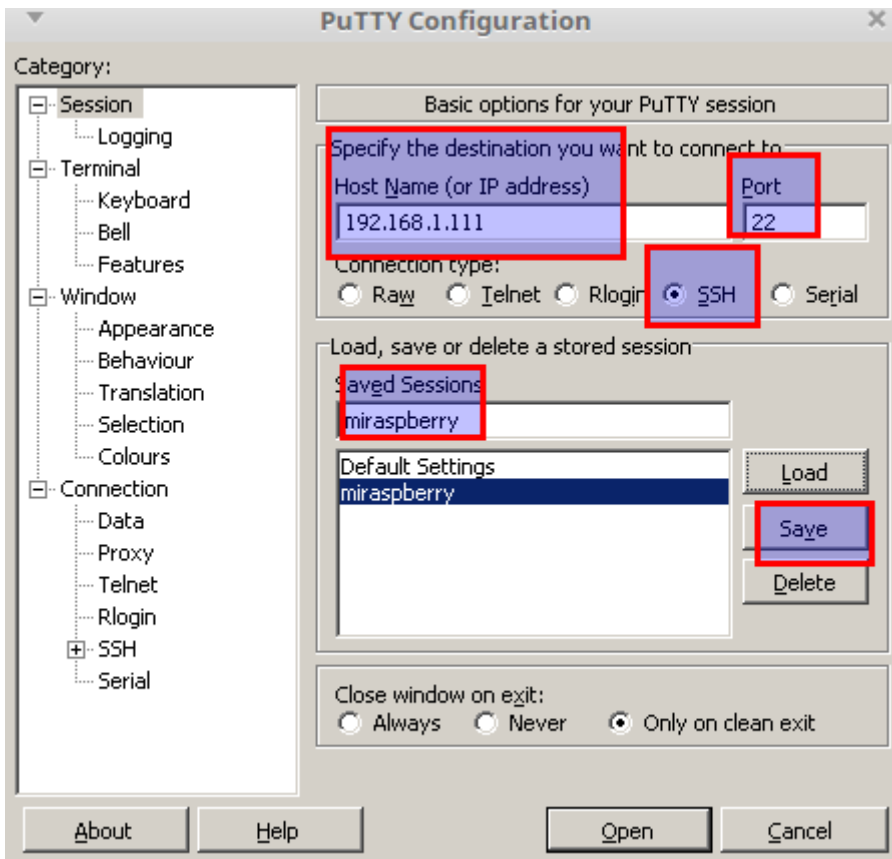 PuTTY Configuration
Category:
Session
Logging
Terminal
Keyboard
Bell
Features
Window
Appearance
Behaviour
Translation
Selection
Colours
Connection
Data
Proxy
Telnet
Rlogin
SSH
Serial
Basic options for your PuTTY session
Specify the destination you want to connect to
Host Name (or IP address) Port
192.168.1.111 22
Connection type:
Raw Telnet Rlogin SSH Serial
Load, save or delete a stored session
Saved Sessions
miraspberry
Default Settings
miraspberry
Load
Save
Delete
Close window on exit:
Always Never Only on clean exit
About Help Open Cancel